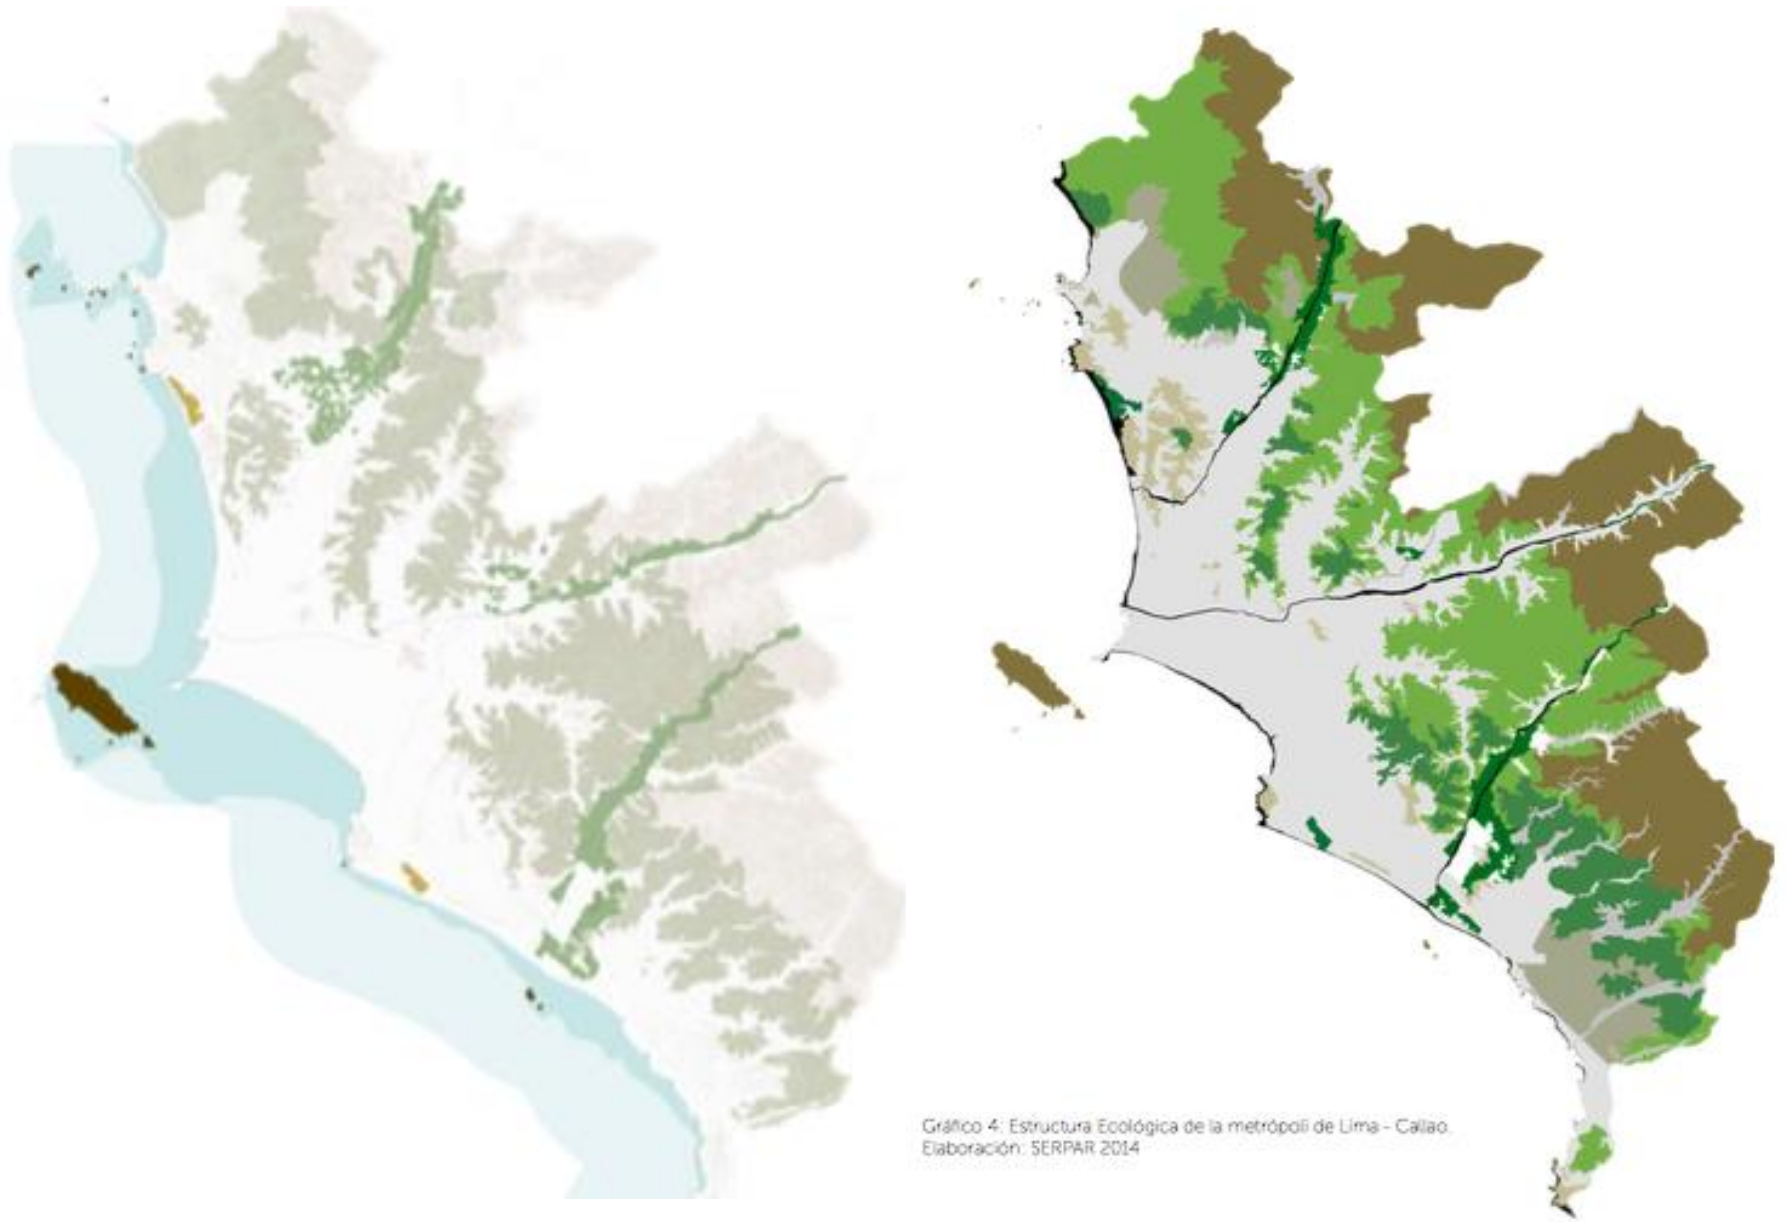 Gráfico 4: Estructura Ecológica de la metrópoli de Lima - Callao.
Elaboración: SERPAR 2014